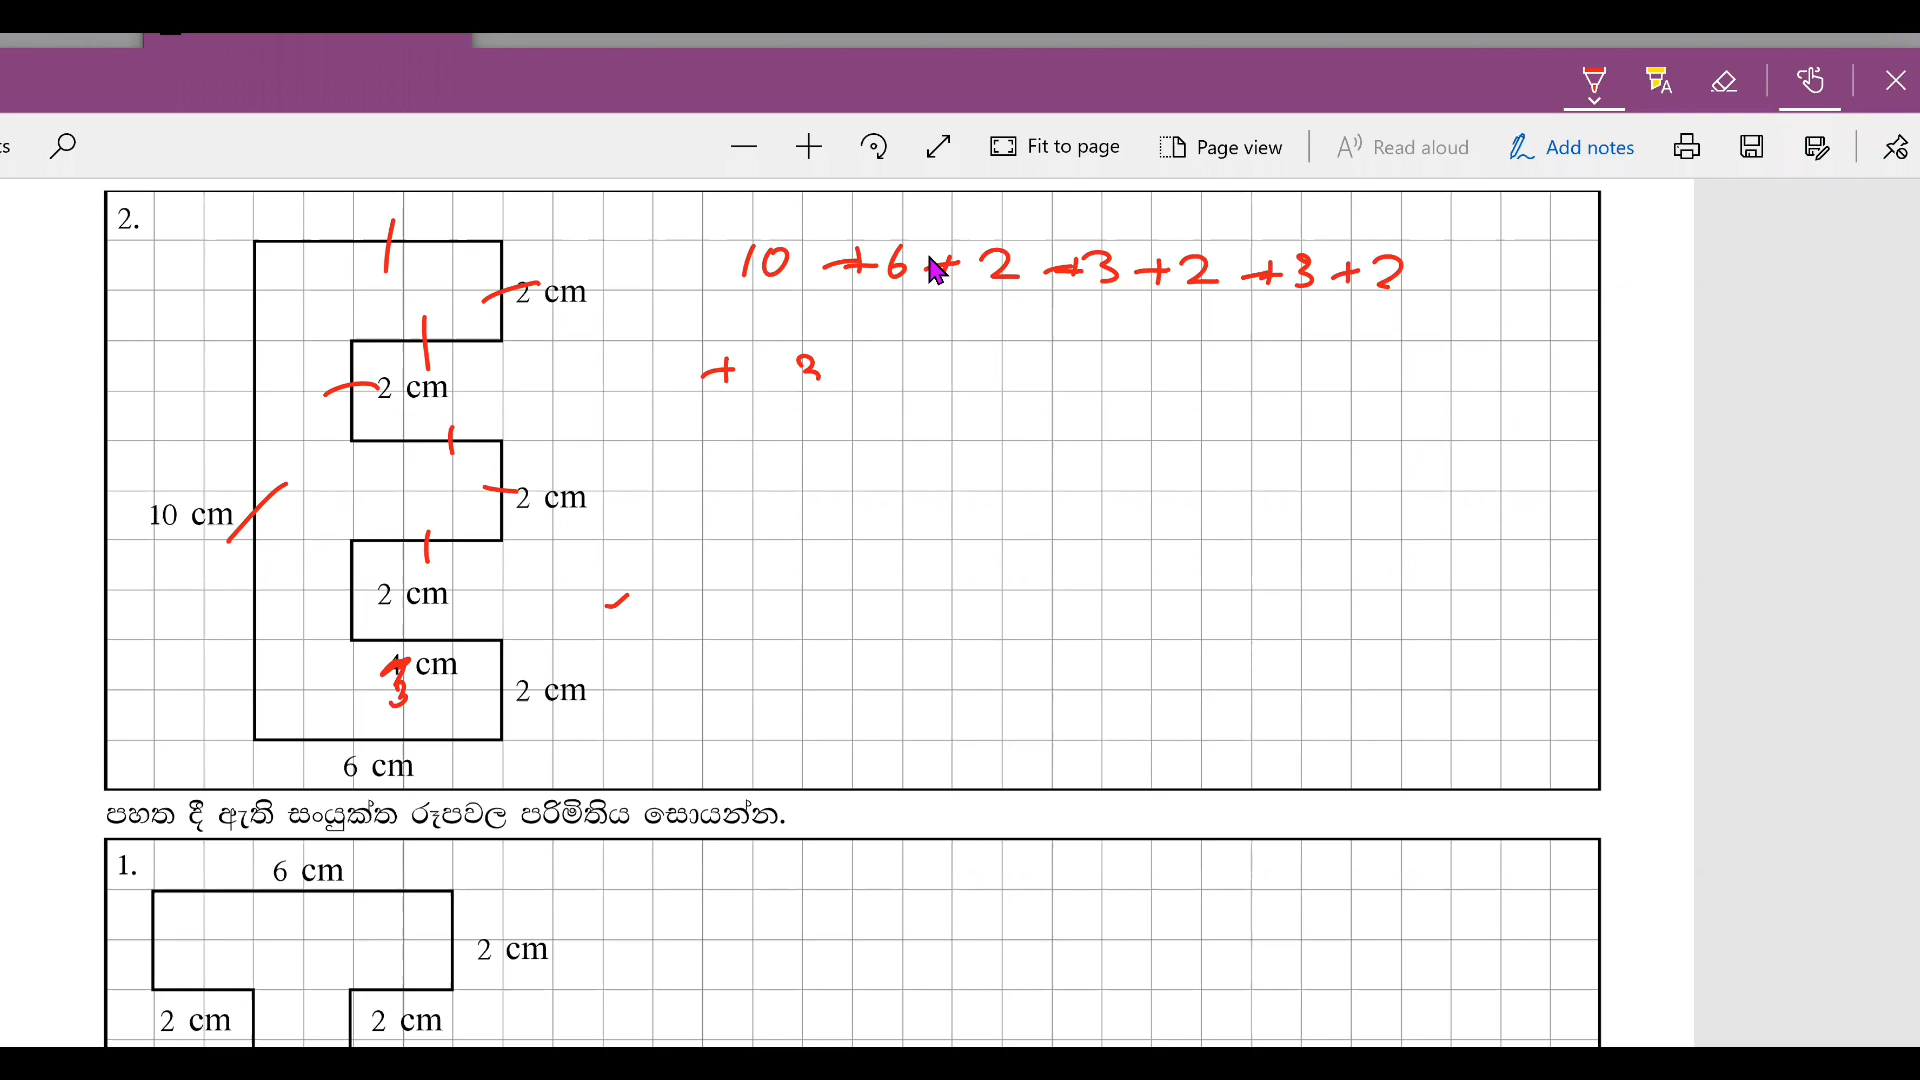 Fit to page
Page view
Read aloud
Add notes
2.
10 + 6 + 2 + 3 + 2 + 3 + 2
2 cm
+ 3
2 cm
2 cm
10 cm
2 cm
cm
3
2 cm
6 cm
පහත දී ඇති සංයුක්ත රූපවල පරිමිතිය සොයන්න.
1.
6 cm
2 cm
2 cm
2 cm